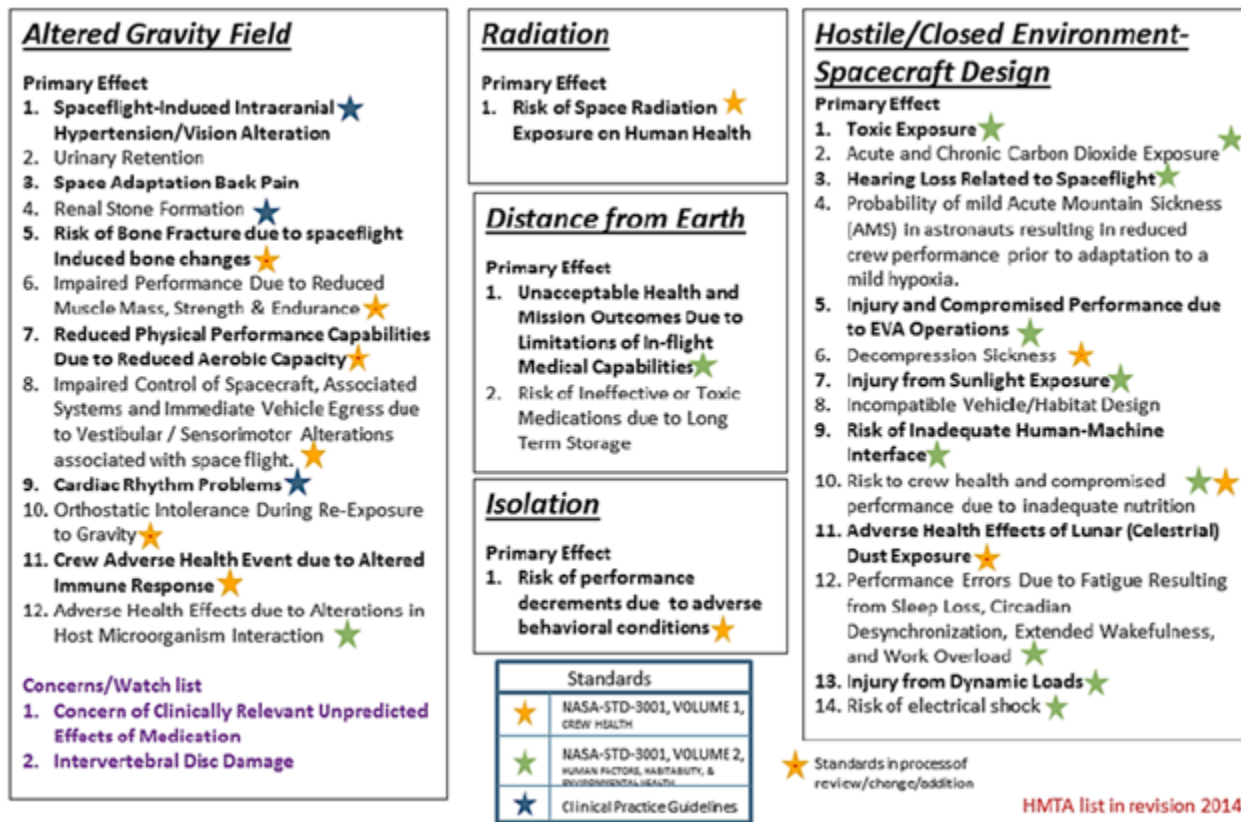 Altered Gravity Field
Primary Effect
1. Spaceflight-Induced Intracranial
Hypertension/Vision Alteration
2. Urinary Retention
3. Space Adaptation Back Pain
4. Renal Stone Formation
5. Risk of Bone Fracture due to spaceflight
Induced bone changes
6. Impaired Performance Due to Reduced
Muscle Mass, Strength & Endurance
7. Reduced Physical Performance Capabilities
Due to Reduced Aerobic Capacity
8. Impaired Control of Spacecraft, Associated
Systems and Immediate Vehicle Egress due
to Vestibular / Sensorimotor Alterations
associated with space flight.
9. Cardiac Rhythm Problems
10. Orthostatic Intolerance During Re-Exposure
to Gravity
11. Crew Adverse Health Event due to Altered
Immune Response
12. Adverse Health Effects due to Alterations in
Host Microorganism Interaction
Concerns/Watch list
1. Concern of Clinically Relevant Unpredicted
Effects of Medication
2. Intervertebral Disc Damage
Radiation
Primary Effect
1. Risk of Space Radiation
Exposure on Human Health
Distance from Earth
Primary Effect
1. Unacceptable Health and
Mission Outcomes Due to
Limitations of In-flight
Medical Capabilities
2. Risk of Ineffective or Toxic
Medications due to Long
Term Storage
Isolation
Primary Effect
1. Risk of performance
decrements due to adverse
behavioral conditions
Standards
NASA-STD-3001, VOLUME 1,
CREW HEALTH
NASA-STD-3001, VOLUME 2,
HUMAN FACTORS, HABITABILITY, &
ENVIRONMENTAL HEALTH
Clinical Practice Guidelines
Hostile/Closed Environment-
Spacecraft Design
Primary Effect
1. Toxic Exposure
2. Acute and Chronic Carbon Dioxide Exposure
3. Hearing Loss Related to Spaceflight
4. Probability of mild Acute Mountain Sickness
(AMS) in astronauts resulting in reduced
crew performance prior to adaptation to a
mild hypoxia.
5. Injury and Compromised Performance due
to EVA Operations
6. Decompression Sickness
7. Injury from Sunlight Exposure
8. Incompatible Vehicle/Habitat Design
9. Risk of Inadequate Human-Machine
Interface
10. Risk to crew health and compromised
performance due to inadequate nutrition
11. Adverse Health Effects of Lunar (Celestrial)
Dust Exposure
12. Performance Errors Due to Fatigue Resulting
from Sleep Loss, Circadian
Desynchronization, Extended Wakefulness,
and Work Overload
13. Injury from Dynamic Loads
14. Risk of electrical shock
Standards in process of
review/change/addition
HMTA list in revision 2014